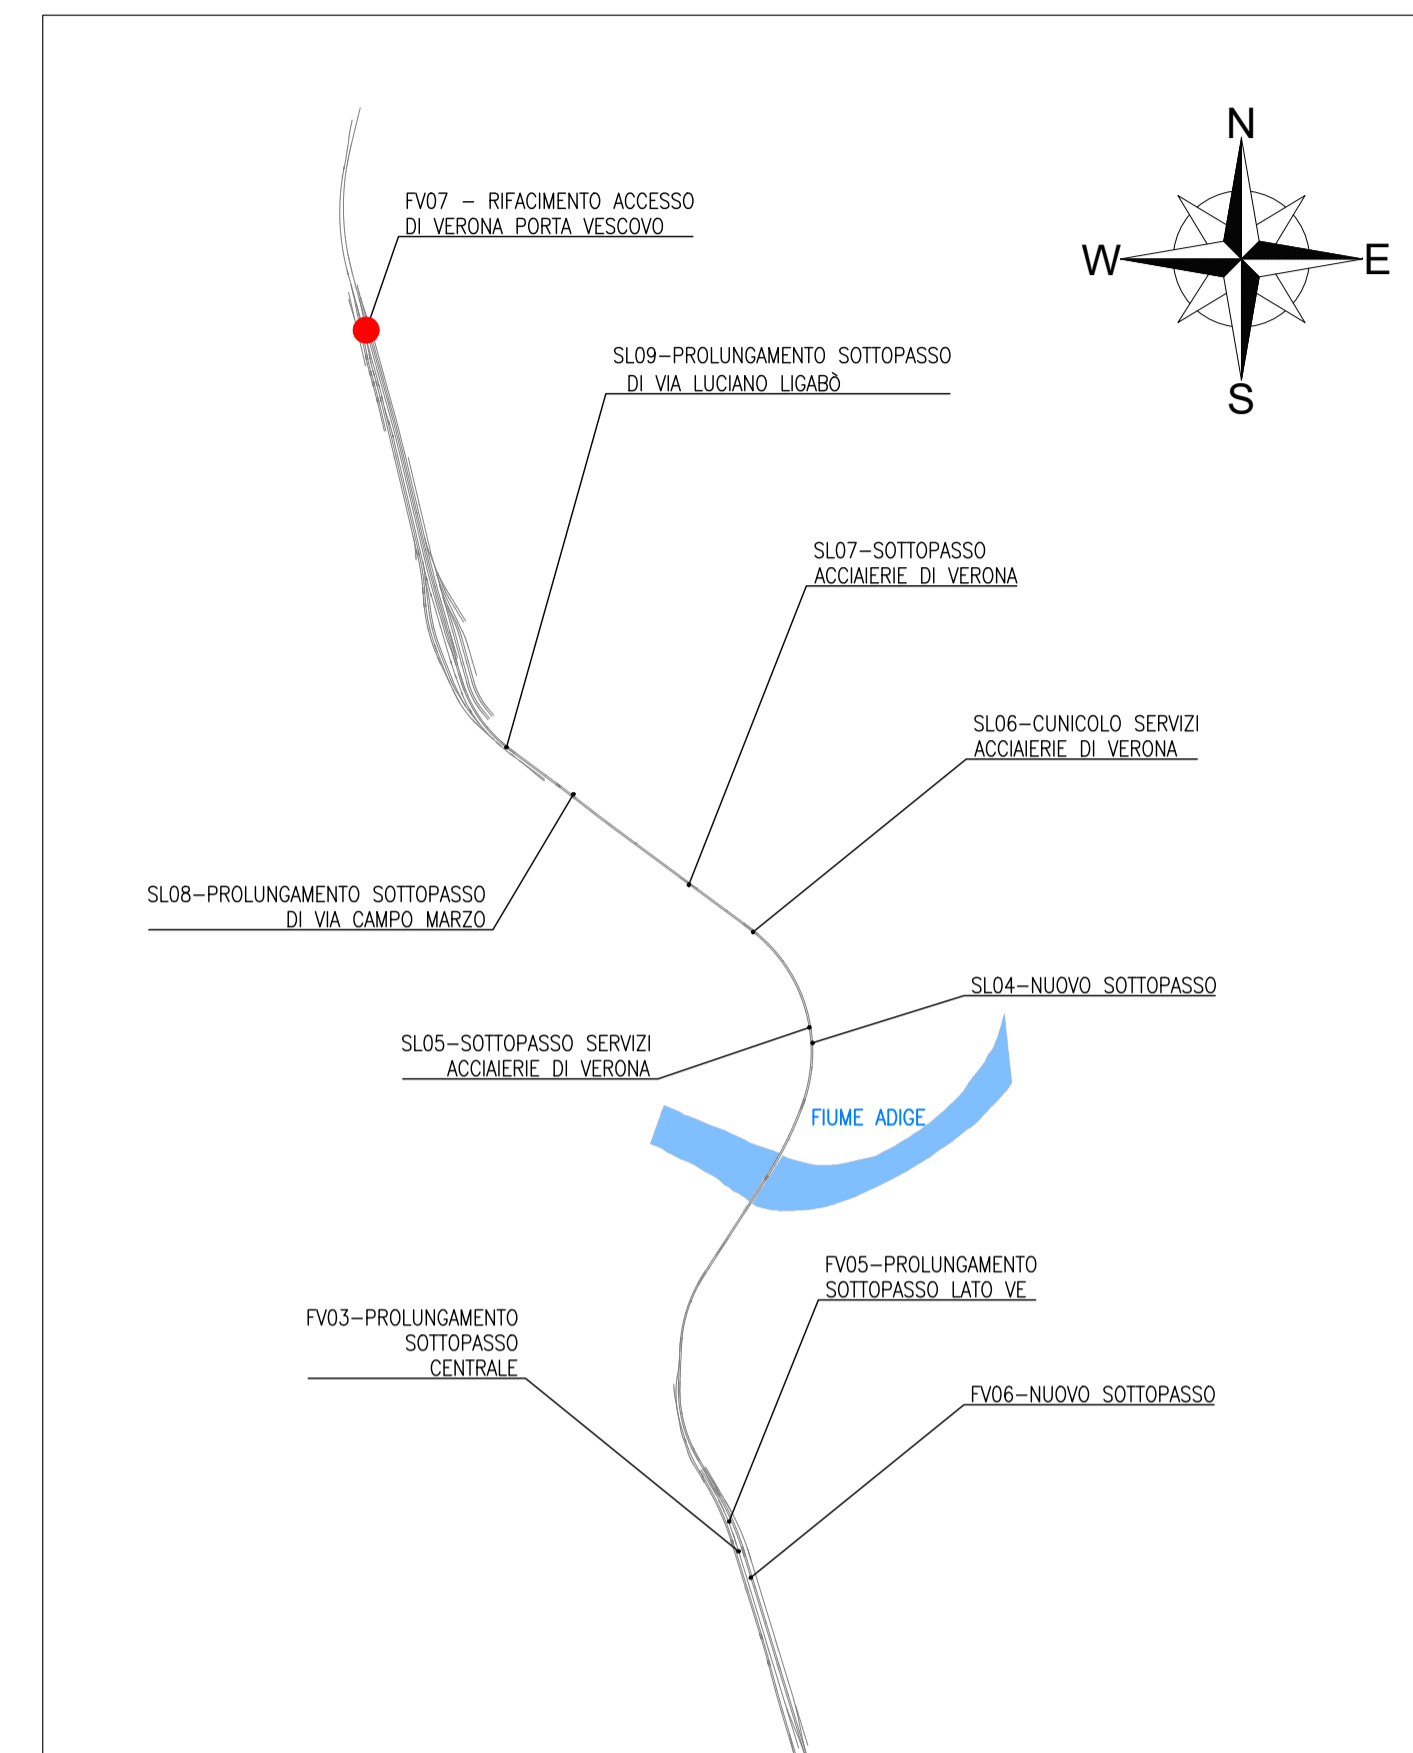 N
W
E
S
FV07 – RIFACIMENTO ACCESSO
DI VERONA PORTA VESCOVO
SL09–PROLUNGAMENTO SOTTOPASSO
DI VIA LUCIANO LIGABÒ
SL07–SOTTOPASSO
ACCIAIERIE DI VERONA
SL06–CUNICOLO SERVIZI
ACCIAIERIE DI VERONA
SL08–PROLUNGAMENTO SOTTOPASSO
DI VIA CAMPO MARZO
SL04–NUOVO SOTTOPASSO
SL05–SOTTOPASSO SERVIZI
ACCIAIERIE DI VERONA
FIUME ADIGE
FV05–PROLUNGAMENTO
SOTTOPASSO LATO VE
FV03–PROLUNGAMENTO
SOTTOPASSO
CENTRALE
FV06–NUOVO SOTTOPASSO